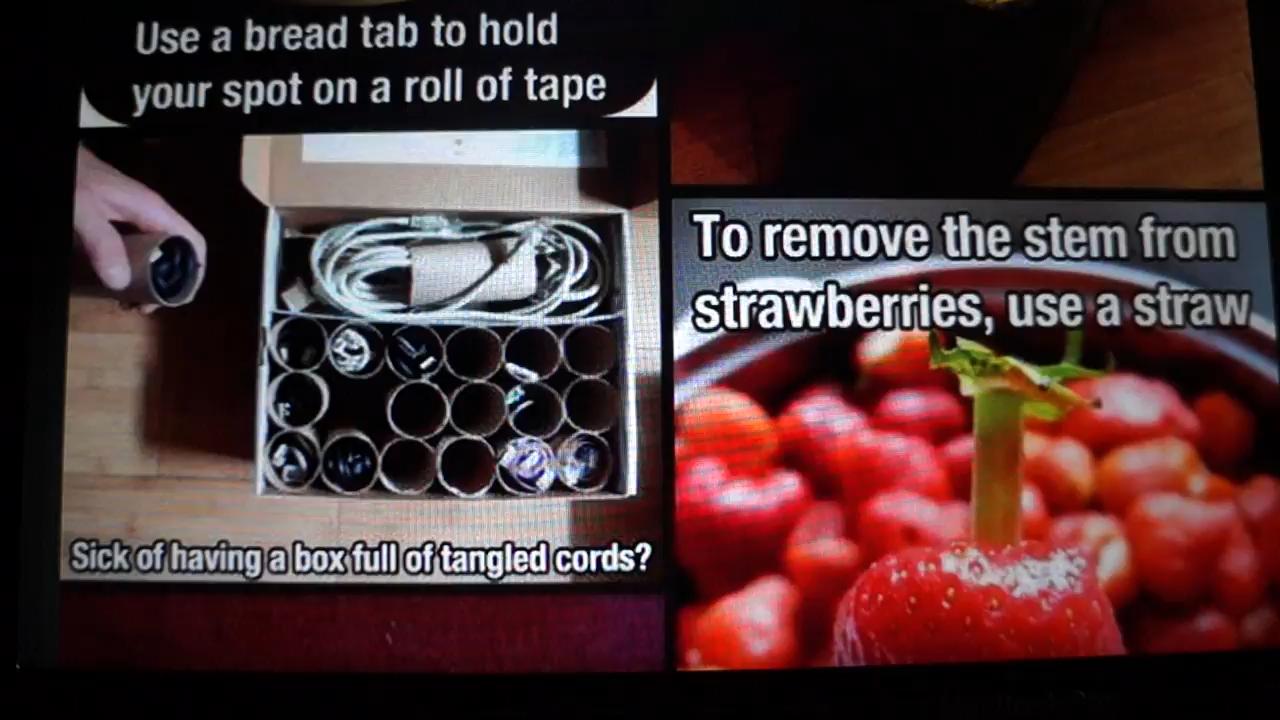 Use a bread tab to hold
your spot on a roll of tape
Sick of having a box full of tangled cords?
To remove the stem from
strawberries, use a straw